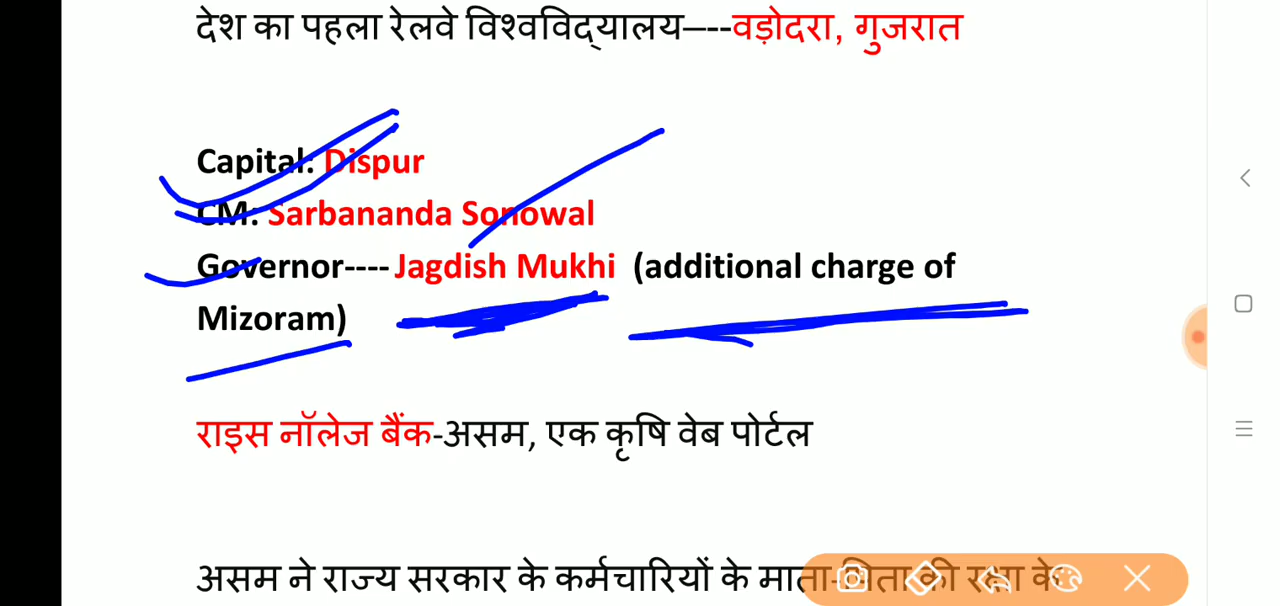 देश का पहला रेलवे विश्वविद्यालय—--वड़ोदरा, गुजरात
Capital: Dispur
CM: Sarbananda Sonowal
Governor---- Jagdish Mukhi (additional charge of
Mizoram)
राइस नॉलेज बैंक-असम, एक कृषि वेब पोर्टल
असम ने राज्य सरकार के कर्मचारियों के माता-पिता की रक्षा के